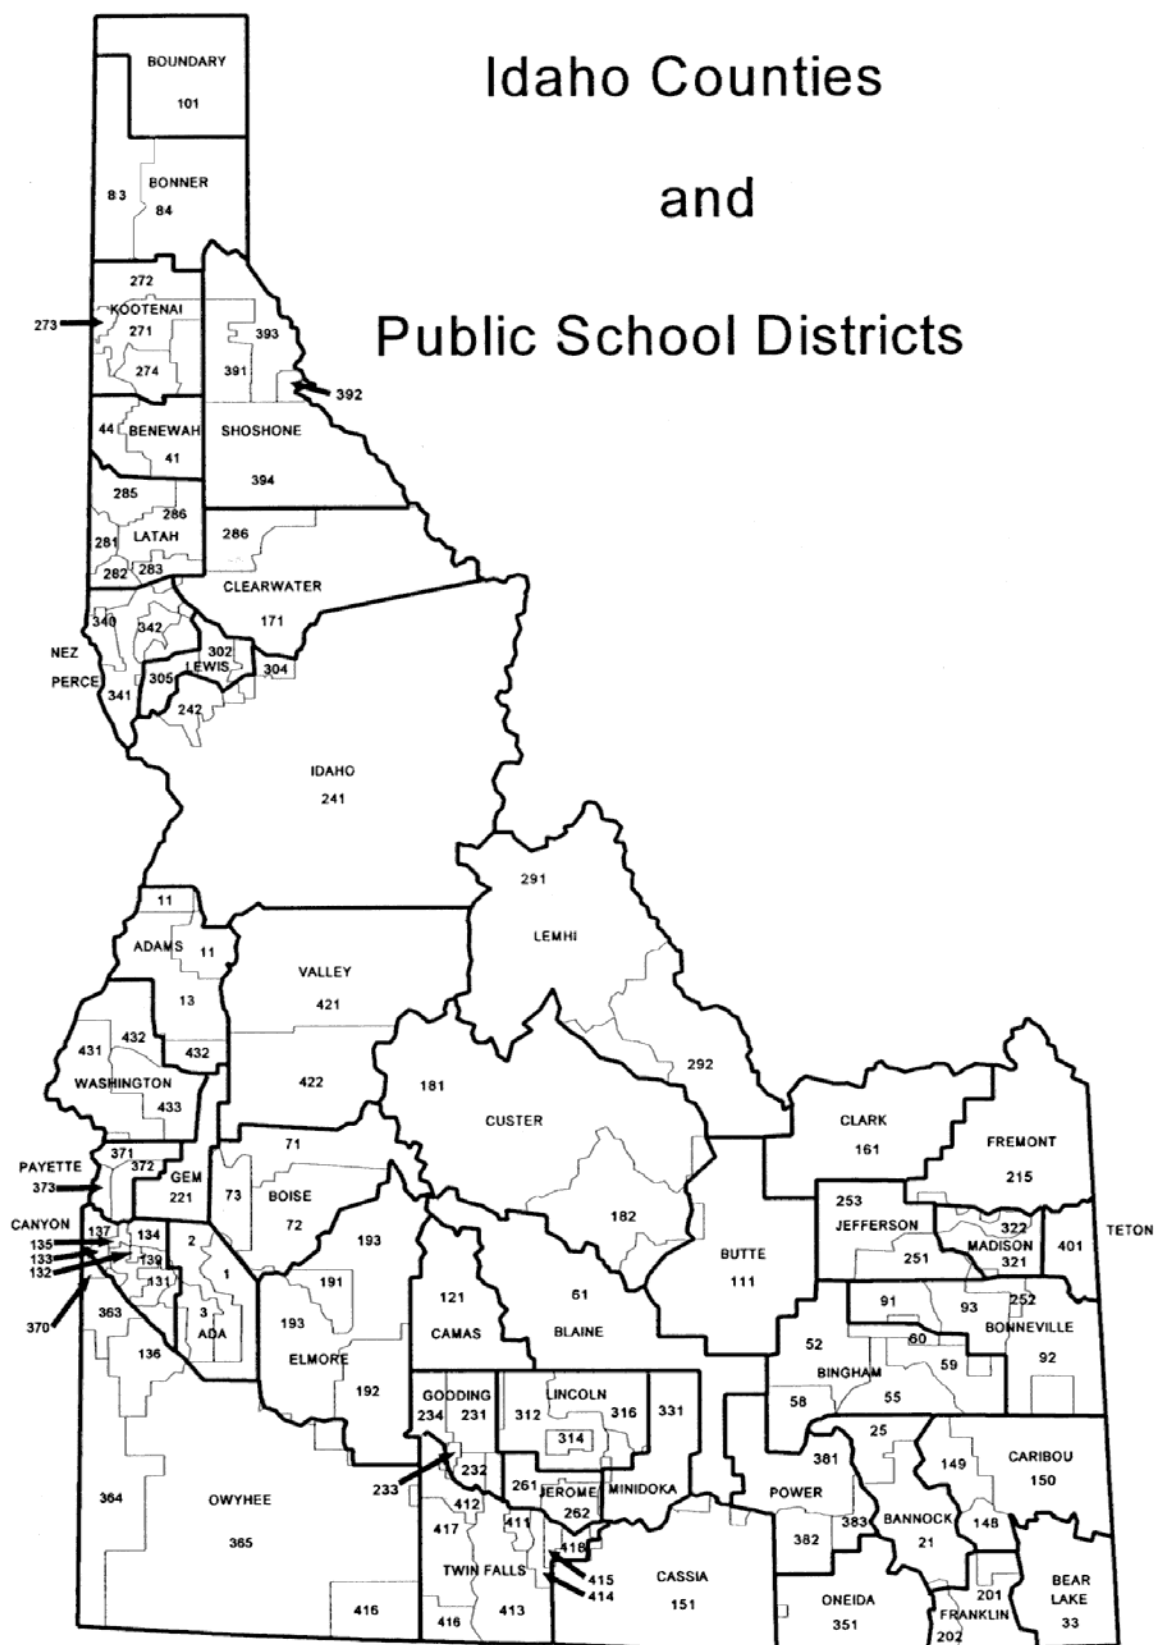 Idaho Counties
and
Public School Districts
BOUNDARY
101
83
BONNER
84
272
KOOTENAI
273
271
274
393
391
392
44
BENEWAH
41
SHOSHONE
394
285
286
281
LATAH
282
283
286
CLEARWATER
171
340
342
NEZ
PERCE
341
302
LEWIS
305
304
242
IDAHO
241
291
LEMHI
292
11
ADAMS
11
13
432
VALLEY
421
422
432
431
WASHINGTON
433
181
CUSTER
182
CLARK
161
FREMONT
215
371
372
PAYETTE
373
GEM
221
71
73
BOISE
72
253
JEFFERSON
251
322
MADISON
321
401
TETON
CANYON
137
135
133
132
134
139
131
370
363
136
2
1
3
ADA
193
191
193
ELMORE
192
121
CAMAS
61
BLAINE
BUTTE
111
91
93
252
BONNEVILLE
92
52
60
BINGHAM
59
58
55
GOODING
234
231
233
232
LINCOLN
312
316
314
331
MINIDOKA
261
JEROME
262
25
149
CARIBOU
150
148
381
POWER
382
383
BANNOCK
21
364
OWYHEE
365
416
412
417
411
418
415
414
TWIN FALLS
416
413
CASSIA
151
ONEIDA
351
201
FRANKLIN
202
BEAR
LAKE
33